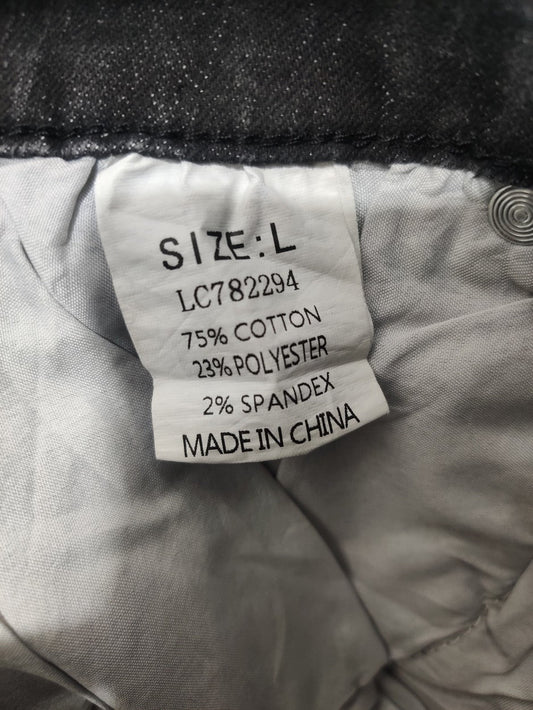 SIZE:L
LC782294
75% COTTON
23% POLYESTER
2% SPANDEX
MADE IN CHINA